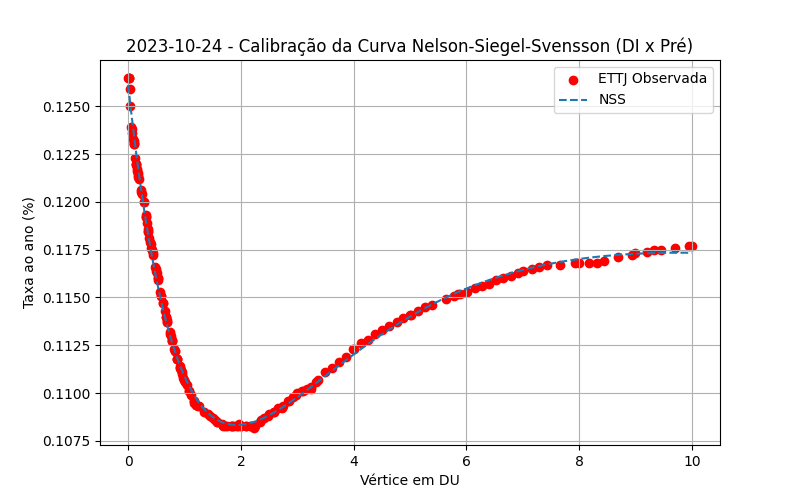 2023-10-24 - Calibração da Curva Nelson-Siegel-Svensson (DI x Pré)
ETTJ Observada
NSS
Taxa ao ano (%)
0.1250
0.1225
0.1200
0.1175
0.1150
0.1125
0.1100
0.1075
0
2
4
6
8
10
Vértice em DU